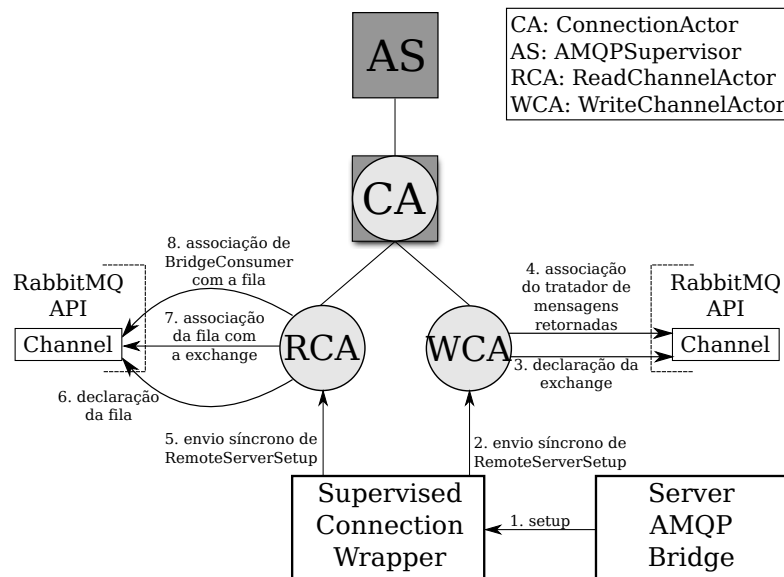 AS
CA: ConnectionActor
AS: AMQPSupervisor
RCA: ReadChannelActor
WCA: WriteChannelActor
CA
8. associação de
BridgeConsumer
com a fila
RabbitMQ
API
Channel
7. associação
da fila com
a exchange
6. declaração
da fila
RCA
WCA
4. associação
do tratador de
mensagens
retornadas
3. declaração da
exchange
RabbitMQ
API
Channel
5. envio síncrono de
RemoteServerSetup
2. envio síncrono de
RemoteServerSetup
Supervised
Connection
Wrapper
1. setup
Server
AMQP
Bridge